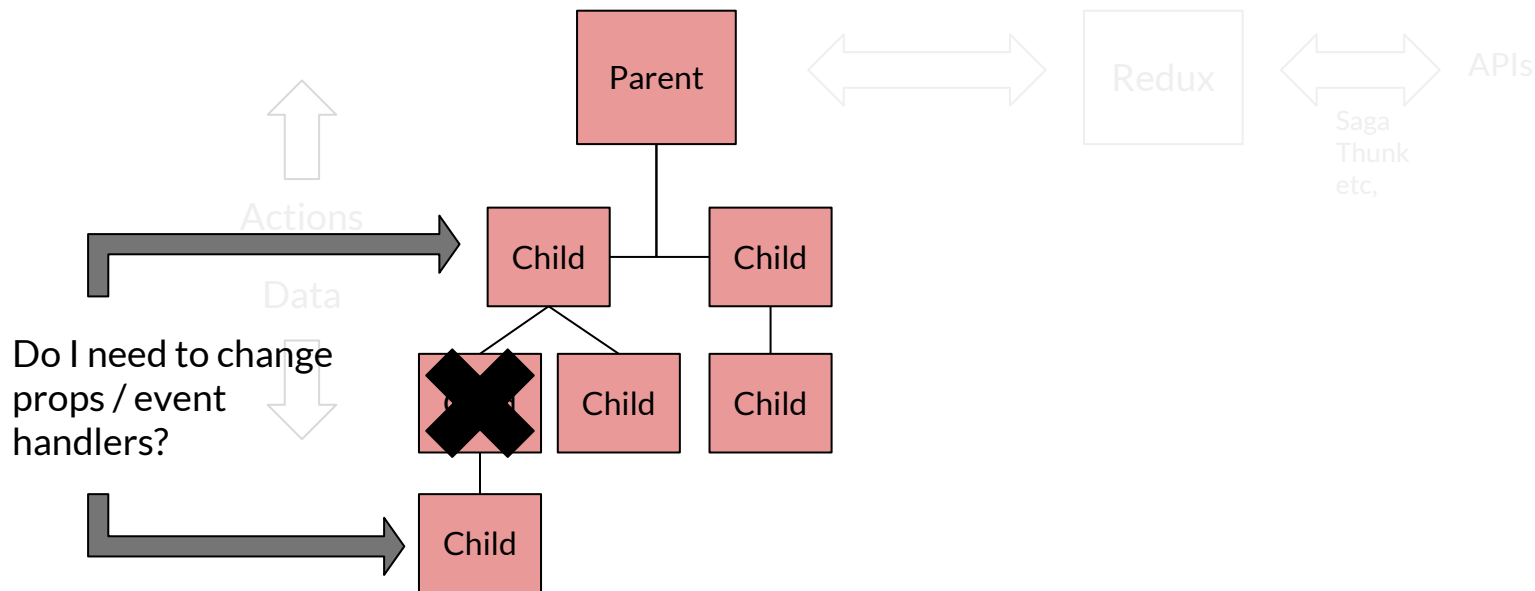 Parent
Redux
APIs
Saga
Thunk
etc,
Actions
Child
Child
Data
Do I need to change
props / event
handlers?
Child
Child
Child